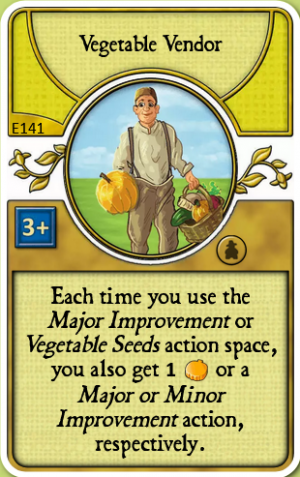 Vegetable Vendor
E141
3+
Each time you use the
Major Improvement or
Vegetable Seeds action space,
you also get 1 or a
Major or Minor
Improvement action,
respectively.